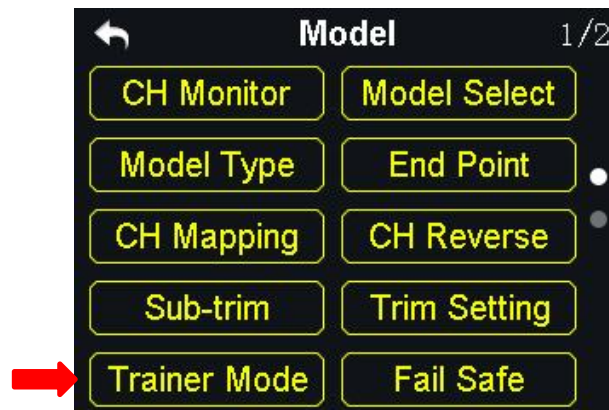 Model 1/2
CH Monitor Model Select
Model Type End Point
CH Mapping CH Reverse
Sub-trim Trim Setting
Trainer Mode Fail Safe